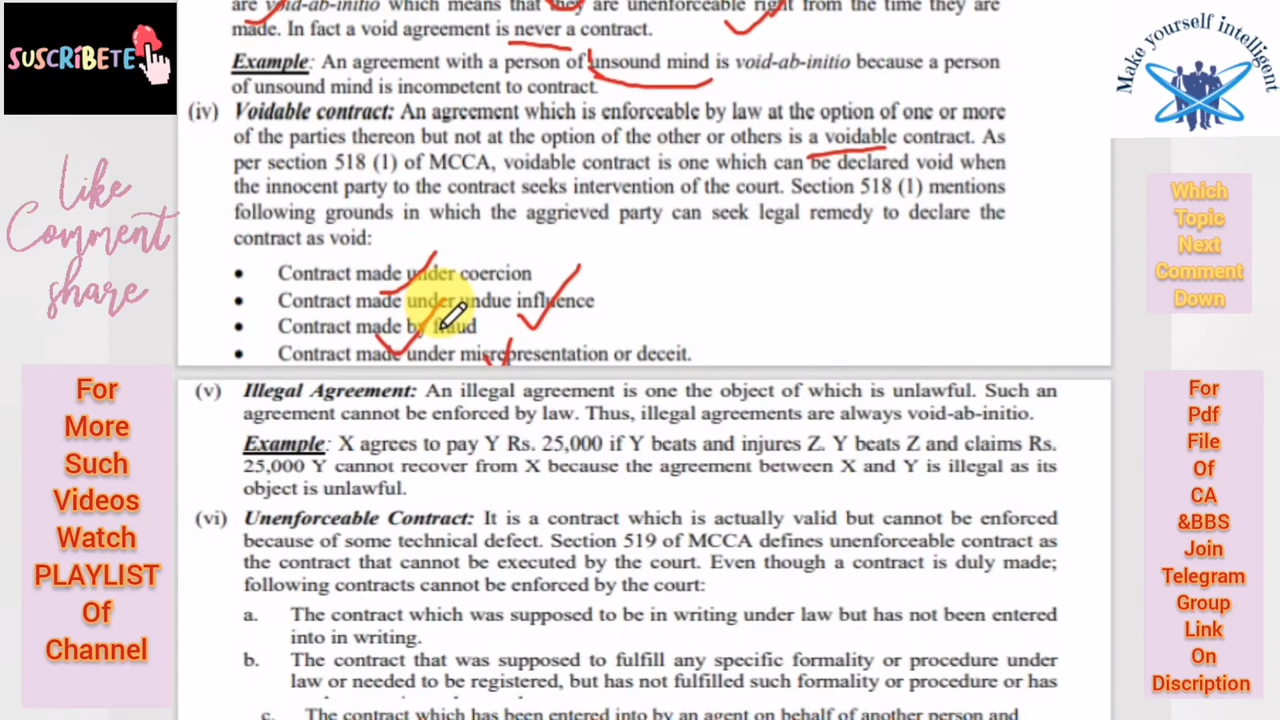 are void-ab-initio which means that they are unenforceable right from the time they are
made. In fact a void agreement is never a contract.
Example: An agreement with a person of unsound mind is void-ab-initio because a person
of unsound mind is incompetent to contract.
(iv) Voidable contract: An agreement which is enforceable by law at the option of one or more
of the parties thereon but not at the option of the other or others is a voidable contract. As
per section 518 (1) of MCCA, voidable contract is one which can be declared void when
the innocent party to the contract seeks intervention of the court. Section 518 (1) mentions
following grounds in which the aggrieved party can seek legal remedy to declare the
contract as void:
• Contract made under coercion
• Contract made under undue influence
• Contract made by fraud
• Contract made under misrepresentation or deceit.
(v) Illegal Agreement: An illegal agreement is one the object of which is unlawful. Such an
agreement cannot be enforced by law. Thus, illegal agreements are always void-ab-initio.
Example: X agrees to pay Y Rs. 25,000 if Y beats and injures Z. Y beats Z and claims Rs.
25,000 Y cannot recover from X because the agreement between X and Y is illegal as its
object is unlawful.
(vi) Unenforceable Contract: It is a contract which is actually valid but cannot be enforced
because of some technical defect. Section 519 of MCCA defines unenforceable contract as
the contract that cannot be executed by the court. Even though a contract is duly made;
following contracts cannot be enforced by the court:
a. The contract which was supposed to be in writing under law but has not been entered
into in writing.
b. The contract that was supposed to fulfill any specific formality or procedure under
law or needed to be registered, but has not fulfilled such formality or procedure or has
c. The contract which has been entered into by an agent on behalf of another person and
SUSCRÍBETE
like
Comment
share
For
More
Such
Videos
Watch
PLAYLIST
Of
Channel
Make yourself intelligent
Which
Topic
Next
Comment
Down
For
Pdf
File
Of
CA
&BBS
Join
Telegram
Group
Link
On
Discription